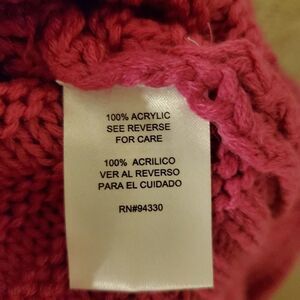 100% ACRYLIC
SEE REVERSE
FOR CARE
100% ACRILICO
VER AL REVERSO
PARA EL CUIDADO
RN#94330